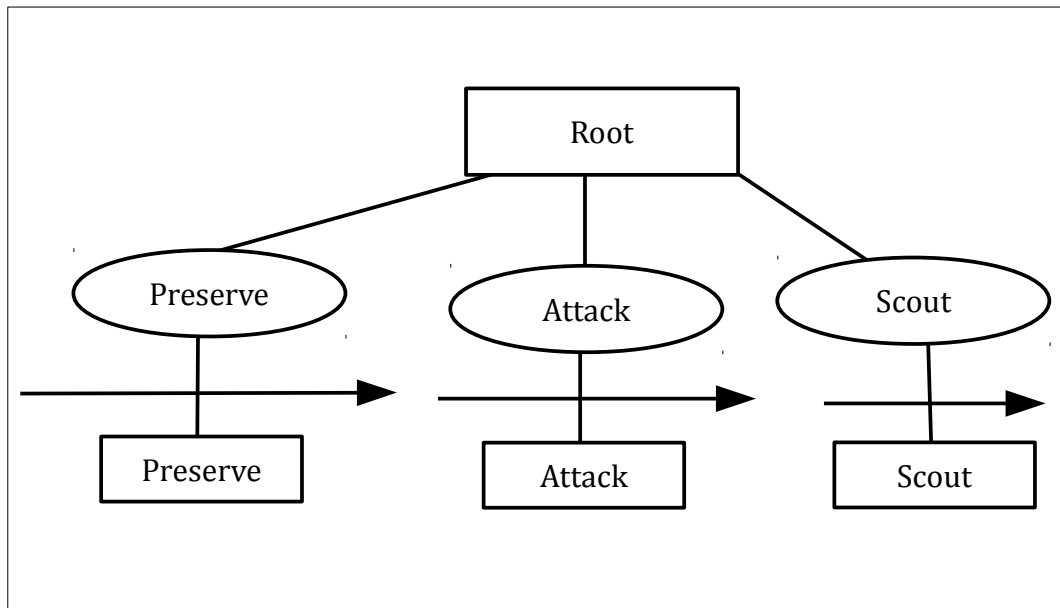 Root
Preserve
Attack
Scout
Preserve
Attack
Scout